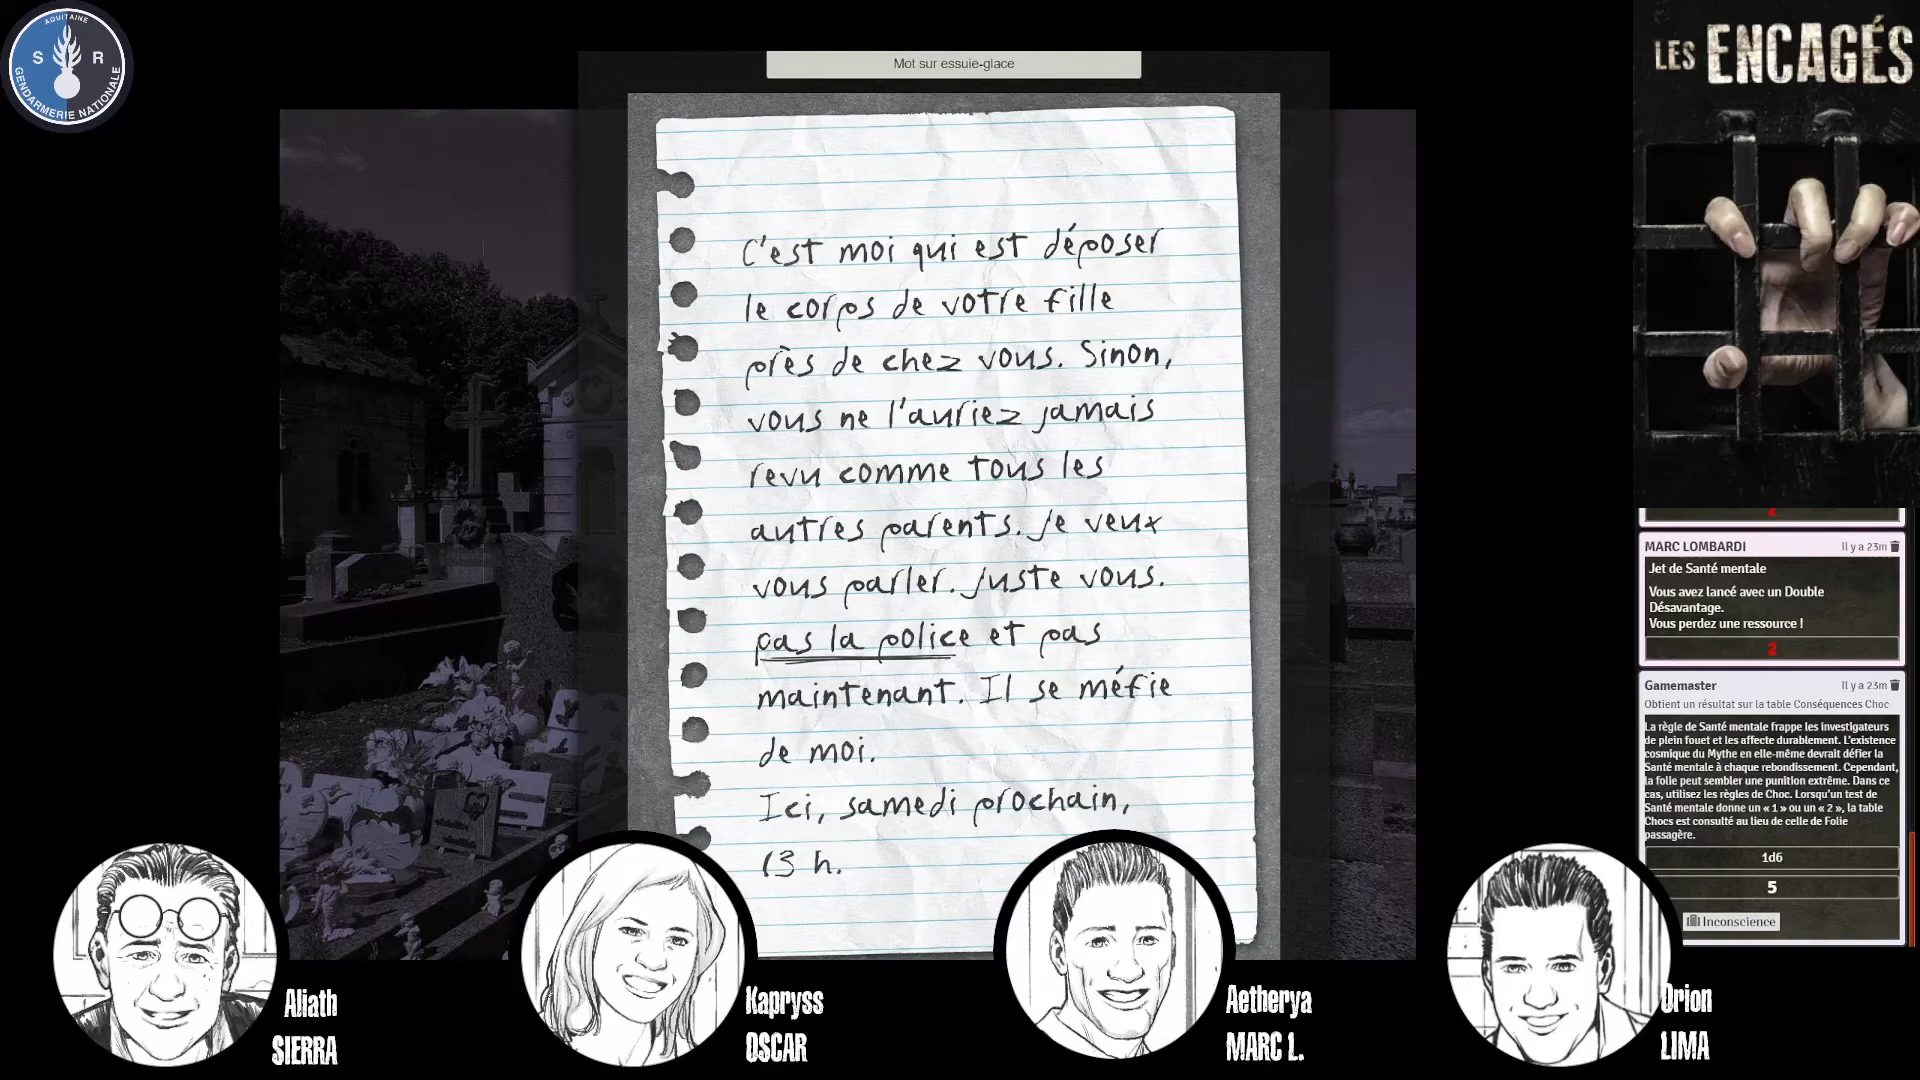 AQUITAINE
S R
GENDARMERIE NATIONALE
Mot sur essuie-glace
C'est moi qui est déposer
le corps de votre fille
près de chez vous. Sinon,
vous ne l'auriez jamais
revu comme tous les
autres parents. Je veux
vous parler. Juste vous.
pas la police et pas
maintenant. Il se méfie
de moi.
Ici, samedi prochain,
13 h.
LES ENCAGÉS
2
MARC LOMBARDI
Il y a 23m
Jet de Santé mentale
Vous avez lancé avec un Double
Désavantage.
Vous perdez une ressource !
2
Gamemaster
Il y a 23m
Obtient un résultat sur la table Conséquences Choc
La règle de Santé mentale frappe les investigateurs
de plein fouet et les affecte durablement. L'existence
cosmique du Mythe en elle-même devrait défier la
Santé mentale à chaque rebondissement. Cependant,
la folie peut sembler une punition extrême. Dans ce
cas, utilisez les règles de Choc. Lorsqu'un test de
Santé mentale donne un « 1 » ou un « 2 », la table
Chocs est consulté au lieu de celle de Folie
passagère.
1d6
5
Inconscience
Aliath
SIERRA
Kapryss
OSCAR
Aetherya
MARC L.
Orion
LIMA